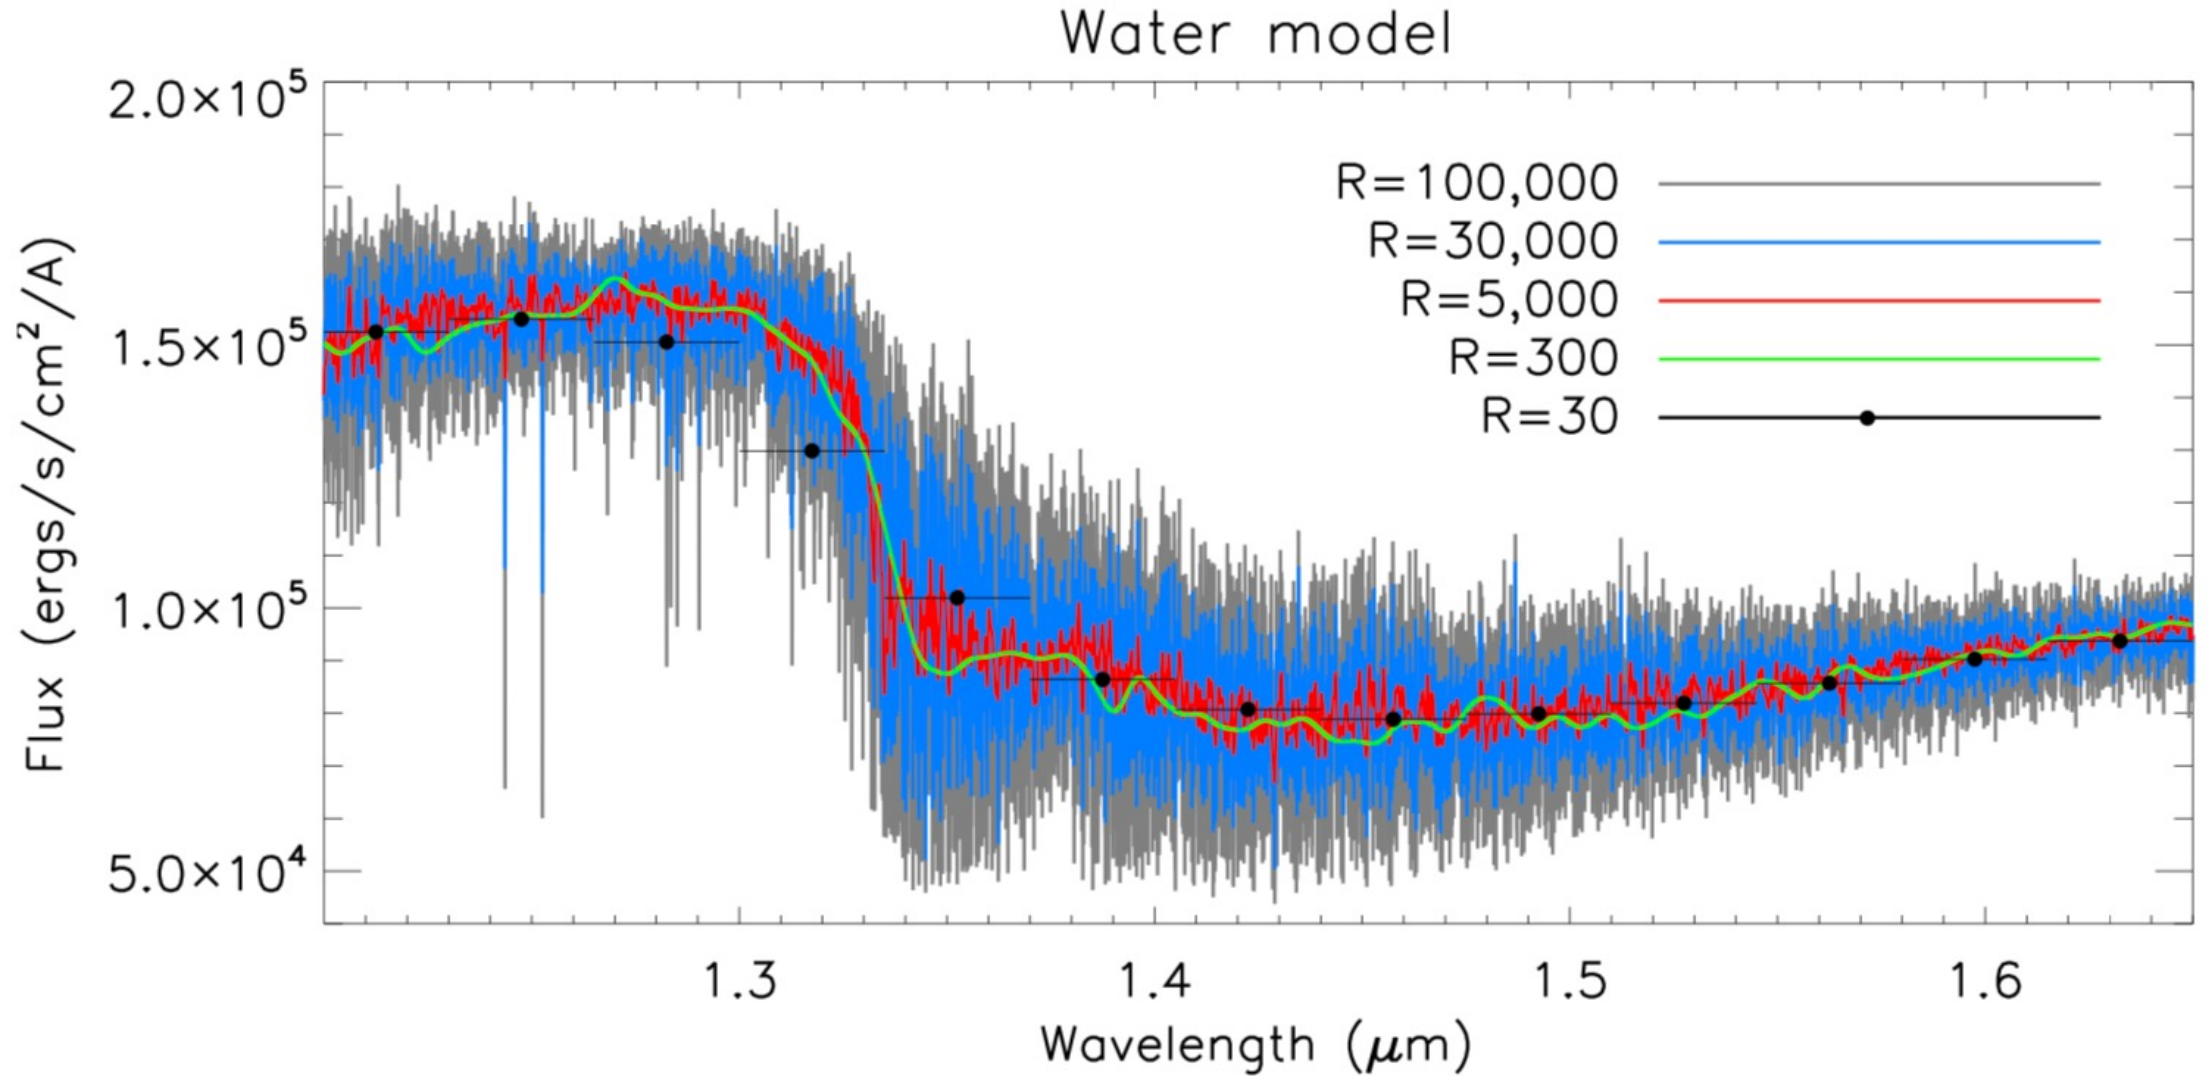 Water model
2.0×10⁵
1.5×10⁵
1.0×10⁵
5.0×10⁴
Flux (ergs/s/cm²/A)
R=100,000
R=30,000
R=5,000
R=300
R=30
1.3
1.4
1.5
1.6
Wavelength (μm)